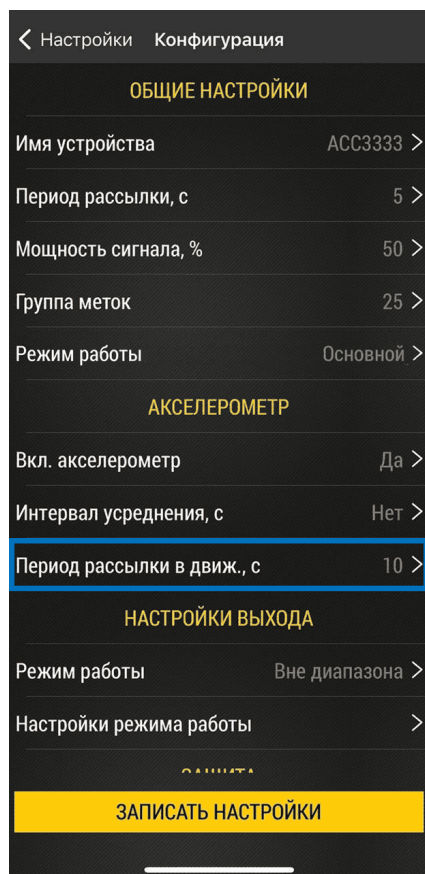 Настройки Конфигурация
ОБЩИЕ НАСТРОЙКИ
Имя устройства ACC3333
Период рассылки, с 5
Мощность сигнала, % 50
Группа меток 25
Режим работы Основной
АКСЕЛЕРОМЕТР
Вкл. акселерометр Да
Интервал усреднения, с Нет
Период рассылки в движ., с 10
НАСТРОЙКИ ВЫХОДА
Режим работы Вне диапазона
Настройки режима работы
ЗАЩИТА
ЗАПИСАТЬ НАСТРОЙКИ